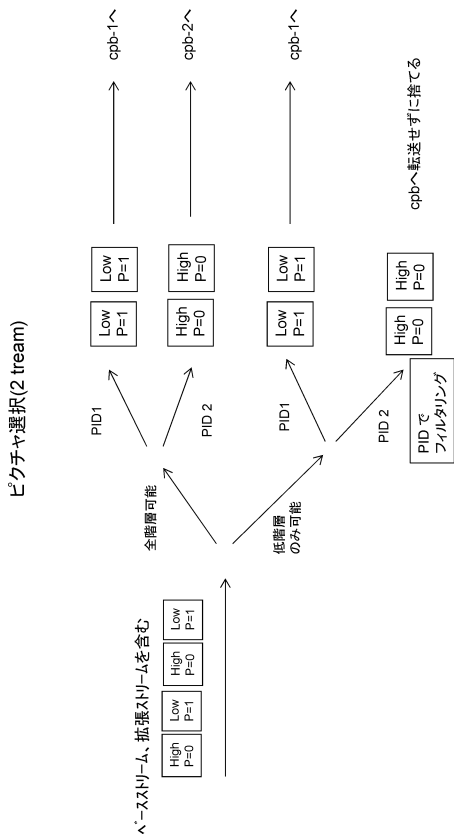 ピクチャ選択(2 tream)
ベースストリーム、拡張ストリームを含む
High
P=0
Low
P=1
High
P=0
Low
P=1
全階層可能
低階層
のみ可能
PID1
PID 2
Low
P=1
Low
P=1
cpb-1へ
High
P=0
High
P=0
cpb-2へ
PID1
PID 2
Low
P=1
Low
P=1
cpb-1へ
PID で
フィルタリング
High
P=0
High
P=0
cpbへ転送せずに捨てる